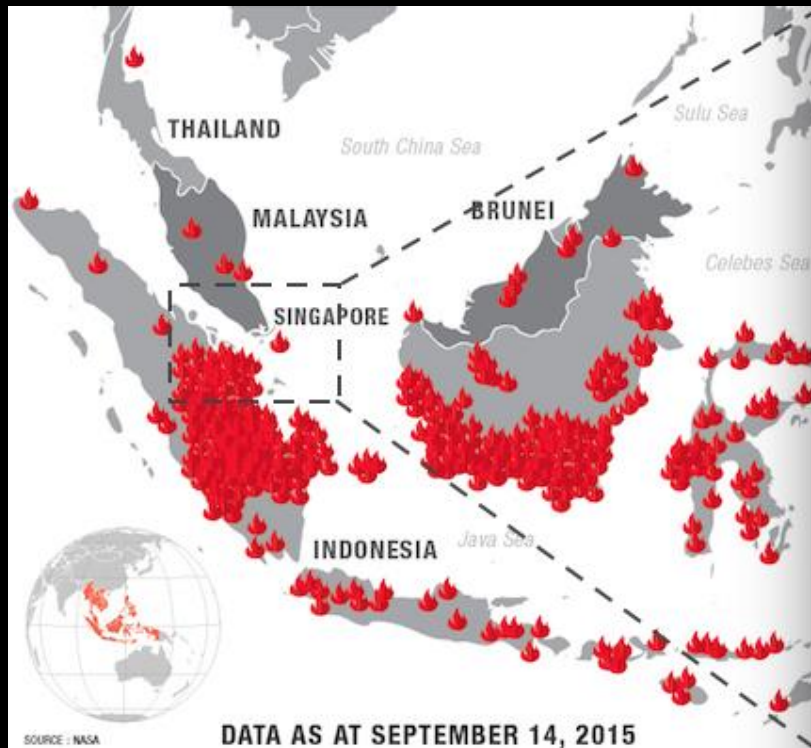 Sulu Sea
THAILAND
South China Sea
MALAYSIA
BRUNEI
Celebes Sea
SINGAPORE
INDONESIA
Java Sea
SOURCE : NASA
DATA AS AT SEPTEMBER 14, 2015